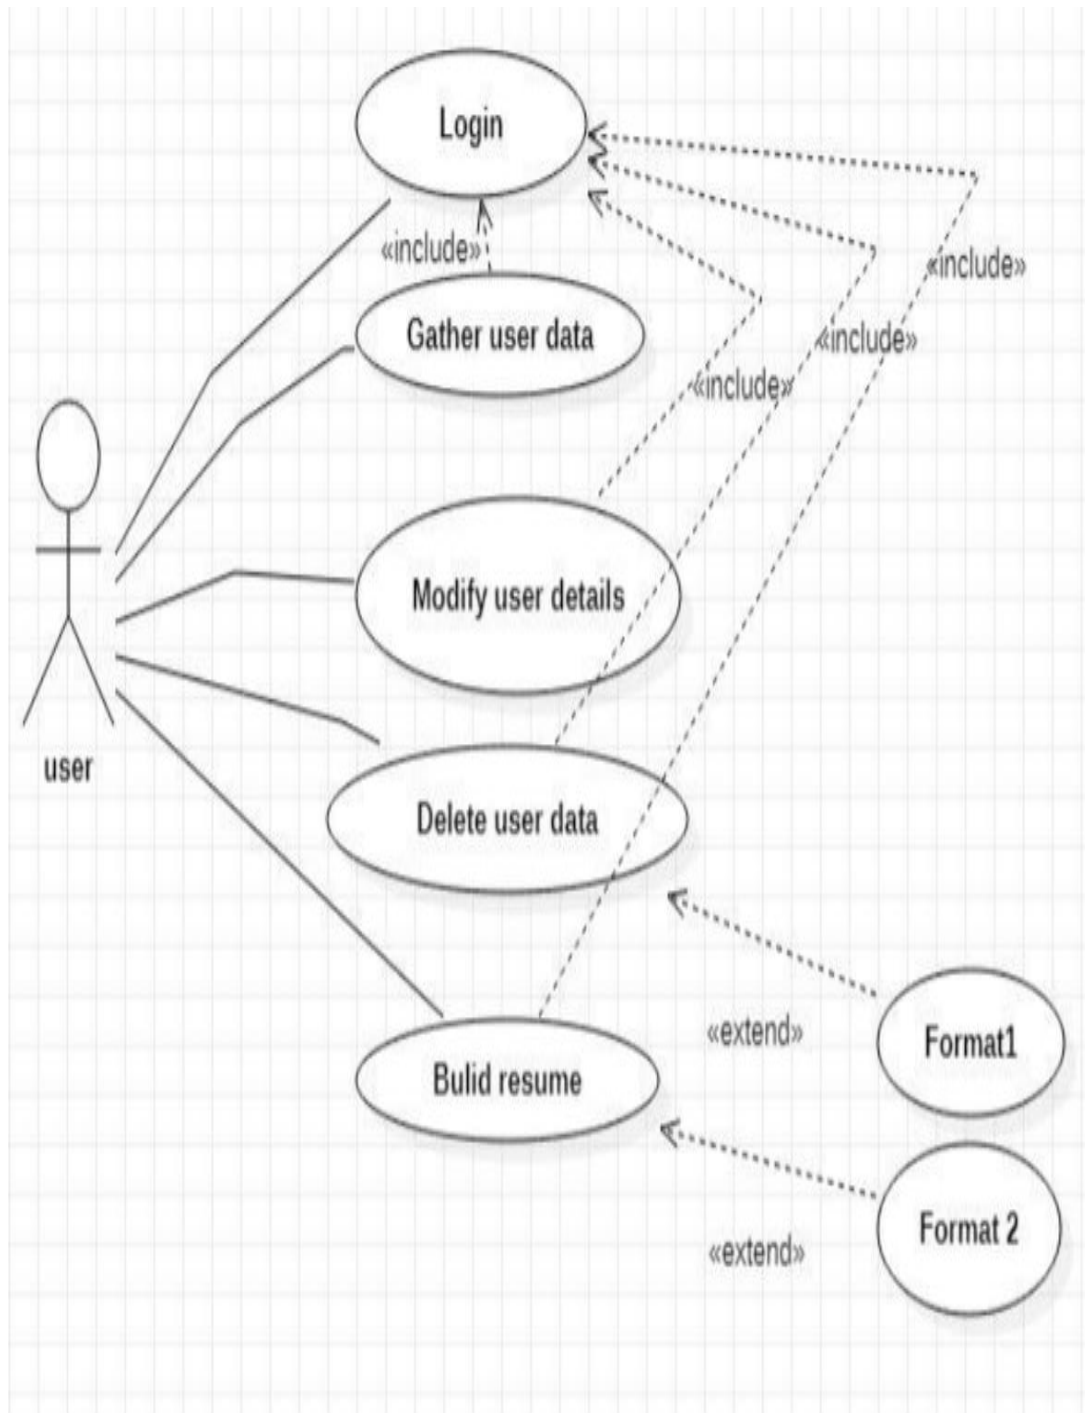 Login
«include»
«include»
Gather user data
«include»
«include»
Modify user details
user
Delete user data
«extend»
Format1
Bulid resume
Format 2
«extend»